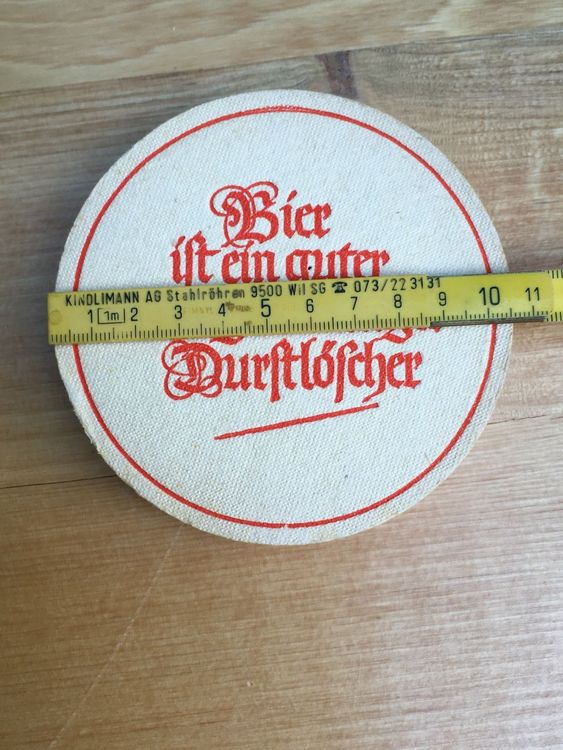 Bier
ist ein guter
KINDLIMANN AG Stahlröhren 9500 Wil SG ☎ 073/22 31 31
1 1m 2 3 4 5 6 7 8 9 10 11
Durstlöscher